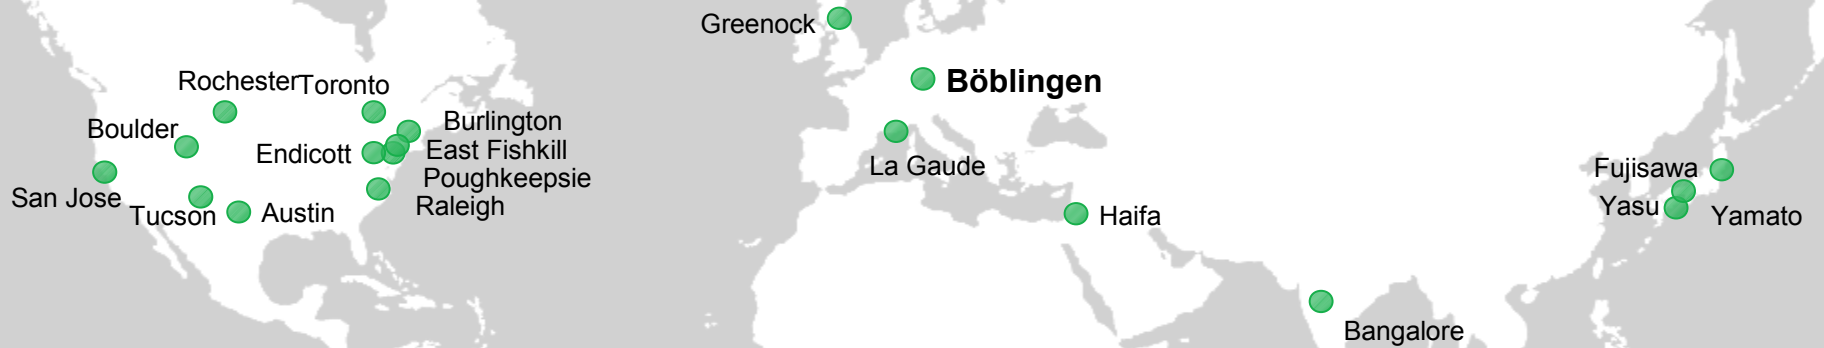 Greenock
Rochester
Toronto
Böblingen
Boulder
Burlington
Endicott
East Fishkill
La Gaude
Fujisawa
Poughkeepsie
San Jose
Tucson
Austin
Raleigh
Haifa
Yasu
Yamato
Bangalore